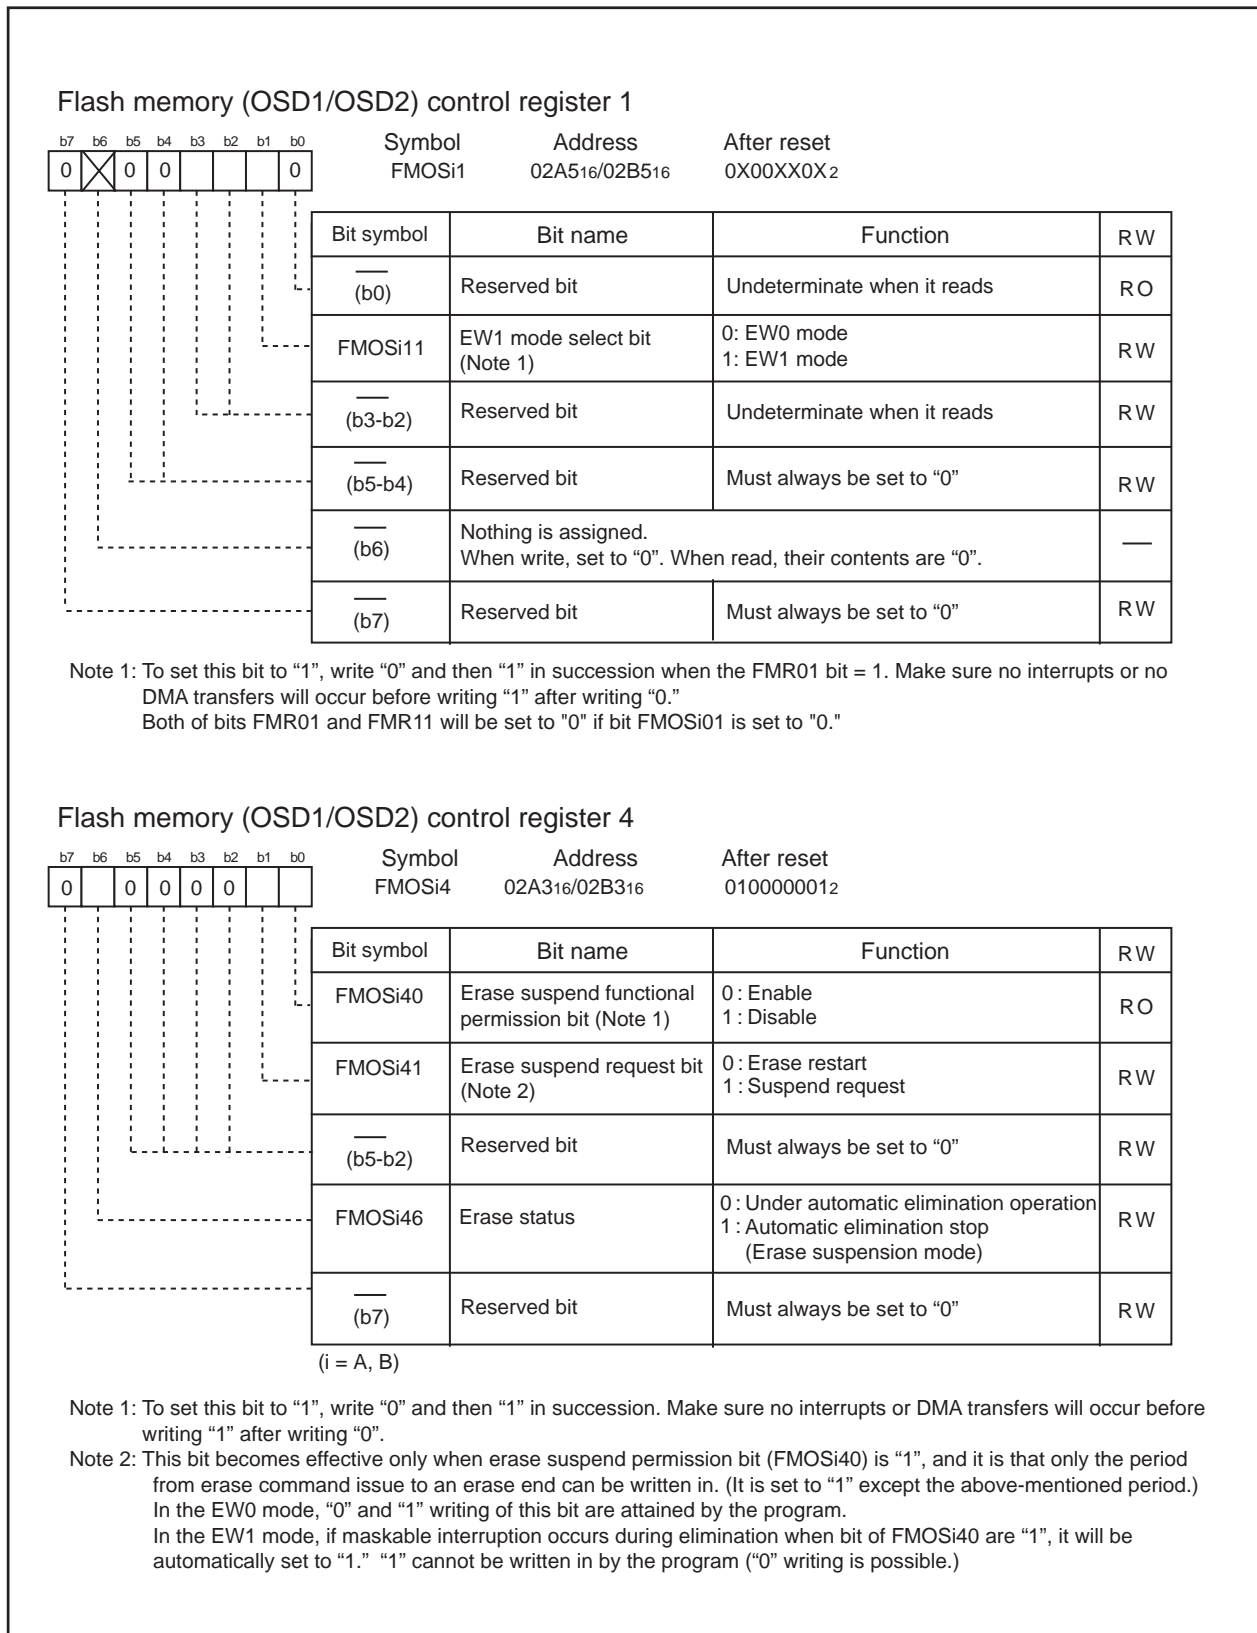 Flash memory (OSD1/OSD2) control register 1
b7 b6 b5 b4 b3 b2 b1 b0
Symbol Address After reset
0 0 0 0
FMOSi1 02A516/02B516 0X00XX0X2
Bit symbol Bit name Function RW
(b0) Reserved bit Undeterminate when it reads RO
FMOSi11 EW1 mode select bit (Note 1) 0: EW0 mode 1: EW1 mode RW
(b3-b2) Reserved bit Undeterminate when it reads RW
(b5-b4) Reserved bit Must always be set to “0” RW
(b6) Nothing is assigned.
When write, set to “0”. When read, their contents are “0”. —
(b7) Reserved bit Must always be set to “0” RW
Note 1: To set this bit to “1”, write “0” and then “1” in succession when the FMR01 bit = 1. Make sure no interrupts or no
DMA transfers will occur before writing “1” after writing “0.”
Both of bits FMR01 and FMR11 will be set to "0" if bit FMOSi01 is set to "0."
Flash memory (OSD1/OSD2) control register 4
b7 b6 b5 b4 b3 b2 b1 b0
Symbol Address After reset
0 0 0 0 0
FMOSi4 02A316/02B316 0100000012
Bit symbol Bit name Function RW
FMOSi40 Erase suspend functional permission bit (Note 1) 0 : Enable 1 : Disable RO
FMOSi41 Erase suspend request bit (Note 2) 0 : Erase restart 1 : Suspend request RW
(b5-b2) Reserved bit Must always be set to “0” RW
FMOSi46 Erase status 0 : Under automatic elimination operation 1 : Automatic elimination stop (Erase suspension mode) RW
(b7) Reserved bit Must always be set to “0” RW
(i = A, B)
Note 1: To set this bit to “1”, write “0” and then “1” in succession. Make sure no interrupts or DMA transfers will occur before
writing “1” after writing “0”.
Note 2: This bit becomes effective only when erase suspend permission bit (FMOSi40) is “1”, and it is that only the period
from erase command issue to an erase end can be written in. (It is set to “1” except the above-mentioned period.)
In the EW0 mode, “0” and “1” writing of this bit are attained by the program.
In the EW1 mode, if maskable interruption occurs during elimination when bit of FMOSi40 are “1”, it will be
automatically set to “1.” “1” cannot be written in by the program (“0” writing is possible.)